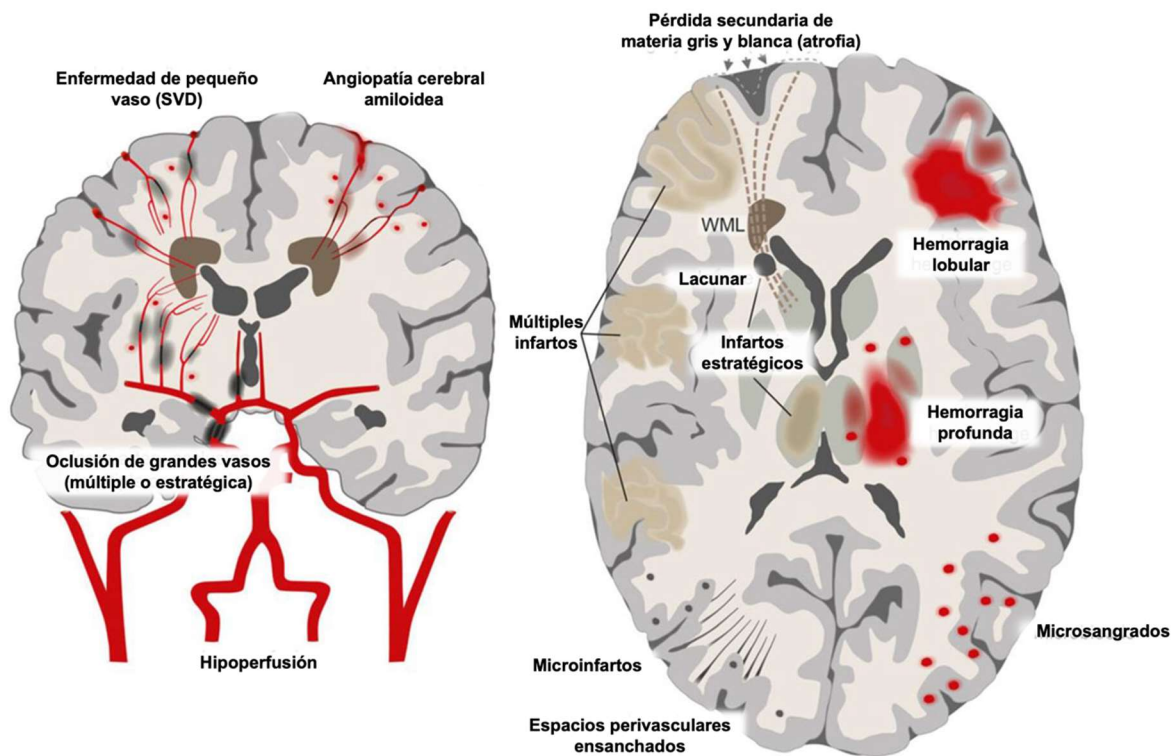 Enfermedad de pequeño
vaso (SVD)
Angiopatía cerebral
amiloidea
Oclusión de grandes vasos
(múltiple o estratégica)
Hipoperfusión
Pérdida secundaria de
materia gris y blanca (atrofia)
WML
Lacunar
Múltiples
infartos
Infartos
estratégicos
Hemorragia
lobular
Hemorragia
profunda
Microsangrados
Microinfartos
Espacios perivasculares
ensanchados